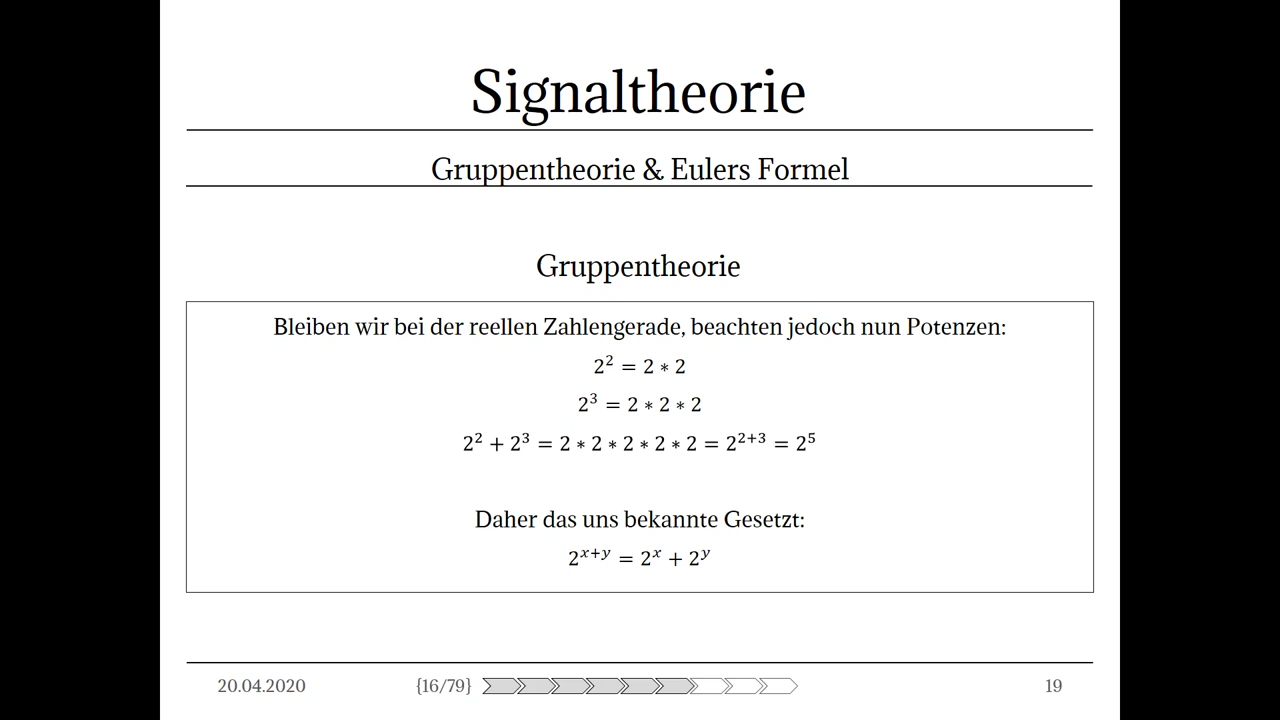 Signaltheorie
Gruppentheorie & Eulers Formel
Gruppentheorie
Bleiben wir bei der reellen Zahlengerade, beachten jedoch nun Potenzen:
2² = 2 ∗ 2
2³ = 2 ∗ 2 ∗ 2
2² + 2³ = 2 ∗ 2 ∗ 2 ∗ 2 ∗ 2 = 2²⁺³ = 2⁵
Daher das uns bekannte Gesetzt:
2ˣ⁺ʸ = 2ˣ + 2ʸ
20.04.2020 {16/79} 19